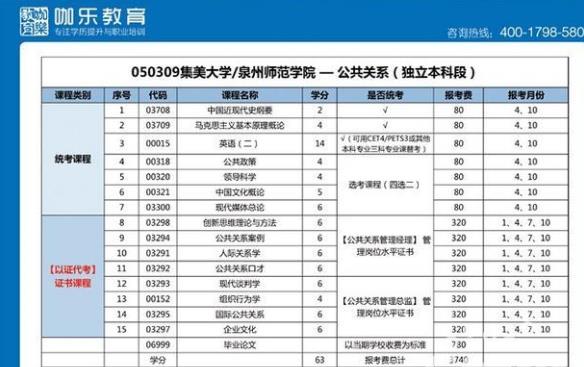 咖乐教育
专注学历提升与职业培训
咨询热线：400-1798-580
050309集美大学/泉州师范学院 — 公共关系（独立本科段）
课程类别 序号 代码 课程名称 学分 是否统考 报考费 报考月份
统考课程
1 03708 中国近现代史纲要 2 √ 80 4、10
2 03709 马克思主义基本原理概论 4 √ 80 4、10
3 00015 英语（二） 14 √（可用CET4/PETS3或其他本科专业三科专业课替考） 80 4、10
4 00318 公共政策 4 选考课程（四选二） 80 4、10
5 00320 领导科学 4 80 4、10
6 00321 中国文化概论 5 80 4、10
7 03300 现代媒体总论 6 80 4、10
【以证代考】证书课程
8 03298 创新思维理论与方法 6 【公共关系管理经理】管理岗位水平证书 320 1、4、7、10
9 03294 公共关系案例 6 320 1、4、7、10
10 03291 人际关系学 6 320 1、4、7、10
11 03292 公共关系口才 6 320 1、4、7、10
12 03293 现代谈判学 6 【公共关系管理总监】管理岗位水平证书 320 1、4、7、10
13 00152 组织行为学 4 320 1、4、7、10
14 03295 国际公共关系 6 320 1、4、7、10
15 03297 企业文化 6 320 1、4、7、10
06999 毕业论文 以当期学校收费为标准 780
学分 63 报考费总计 3740